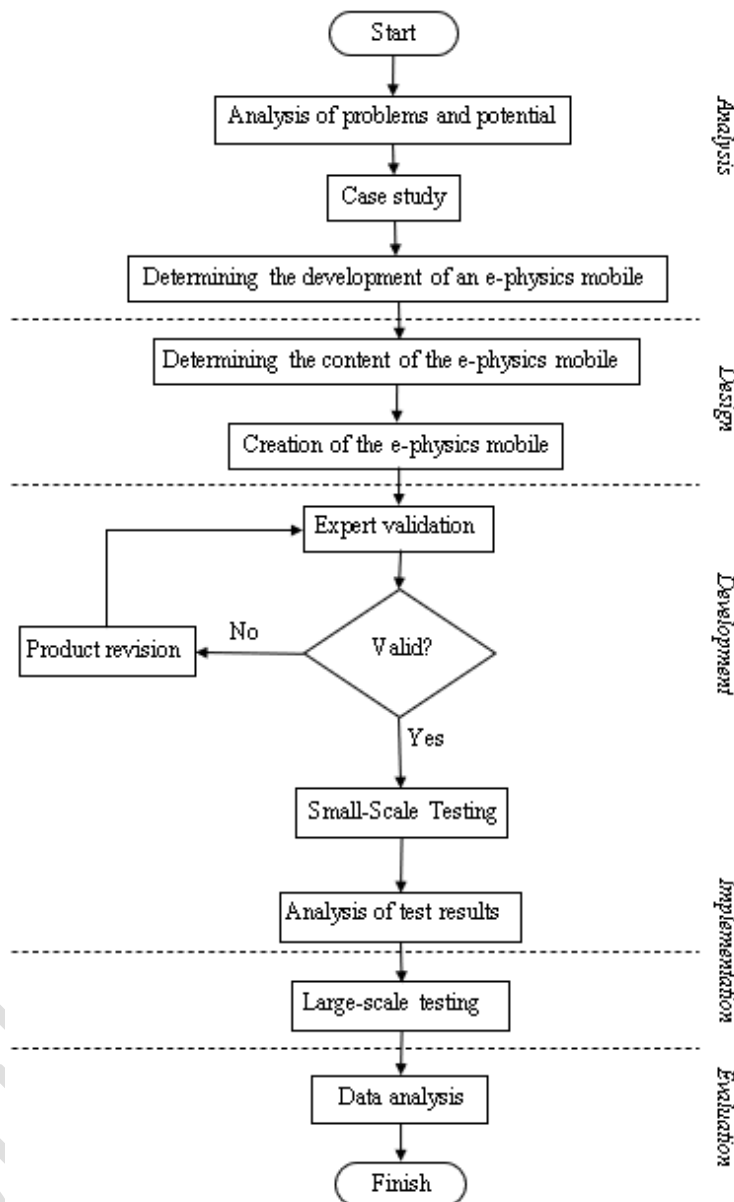 Start
Analysis of problems and potential
Case study
Determining the development of an e-physics mobile
Analysis
Determining the content of the e-physics mobile
Creation of the e-physics mobile
Design
Expert validation
Valid?
No
Product revision
Yes
Small-Scale Testing
Analysis of test results
Development
Large-scale testing
Implementation
Data analysis
Finish
Evaluation